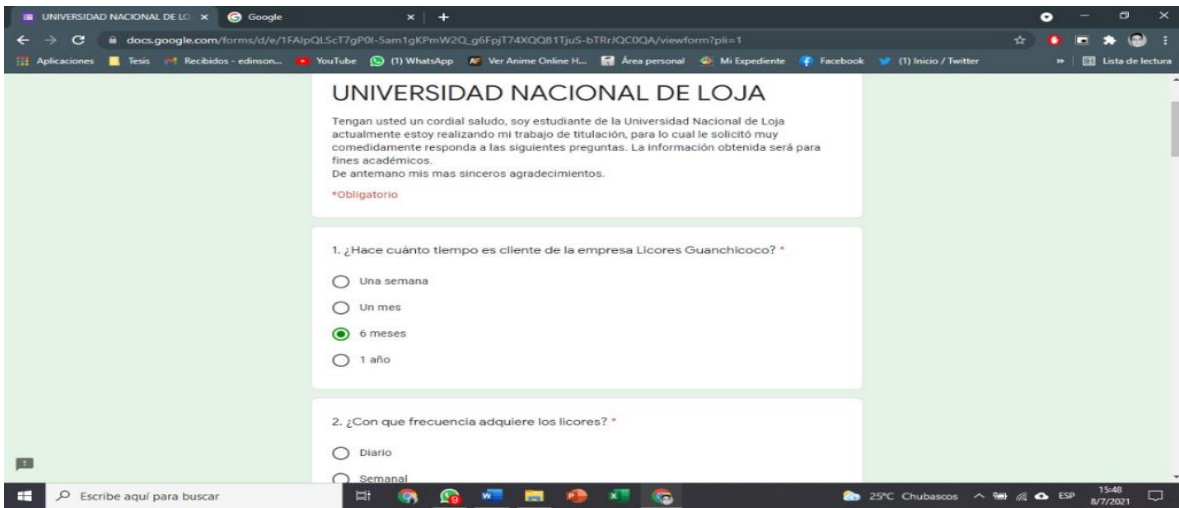 UNIVERSIDAD NACIONAL DE LO
Google
docs.google.com/forms/d/e/1FAIpQLScT7gP0I-5am1gKPmW2Q_g6FpjT74XQQ81TjuS-bTRrJQC0QA/viewform?pli=1
Aplicaciones Tesis Recibidos - edinson... YouTube (1) WhatsApp Ver Anime Online H... Área personal Mi Expediente Facebook (1) Inicio / Twitter » Lista de lectura
UNIVERSIDAD NACIONAL DE LOJA
Tengan usted un cordial saludo, soy estudiante de la Universidad Nacional de Loja
actualmente estoy realizando mi trabajo de titulación, para lo cual le solicitó muy
comedidamente responda a las siguientes preguntas. La información obtenida será para
fines académicos.
De antemano mis mas sinceros agradecimientos.
*Obligatorio
1. ¿Hace cuánto tiempo es cliente de la empresa Licores Guanchicoco? *
Una semana
Un mes
6 meses
1 año
2. ¿Con que frecuencia adquiere los licores? *
Diario
Semanal
Escribe aquí para buscar
25°C Chubascos
ESP
15:48
8/7/2021